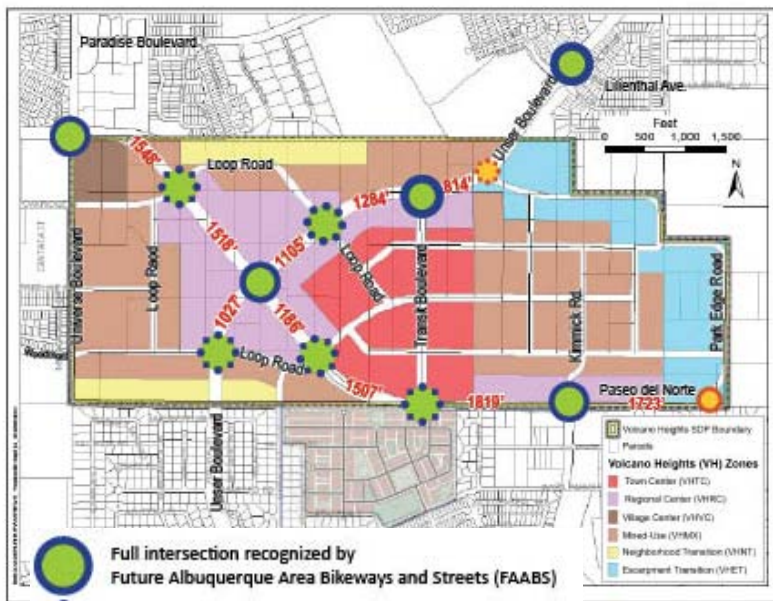 Paradise Boulevard
Lilienthal Ave.
Unser Boulevard
Feet
0 500 1,000 1,500
N
1548'
Loop Road
814'
1284'
1518'
1105'
Loop Road
Universe Boulevard
Loop Raod
Transit Boulevard
Kimmick Rd.
Park Edge Road
1027'
1186'
Loop Road
1507'
1819'
Paseo del Norte
1723'
Unser Boulevard
Volcano Heights SDP Boundary
Parcels
Volcano Heights (VH) Zones
Town Center (VHTC)
Regional Center (VHRC)
Village Center (VHVC)
Mixed-Use (VHMX)
Neighborhood Transition (VHNT)
Escarpment Transition (VHET)
Full intersection recognized by
Future Albuquerque Area Bikeways and Streets (FAABS)